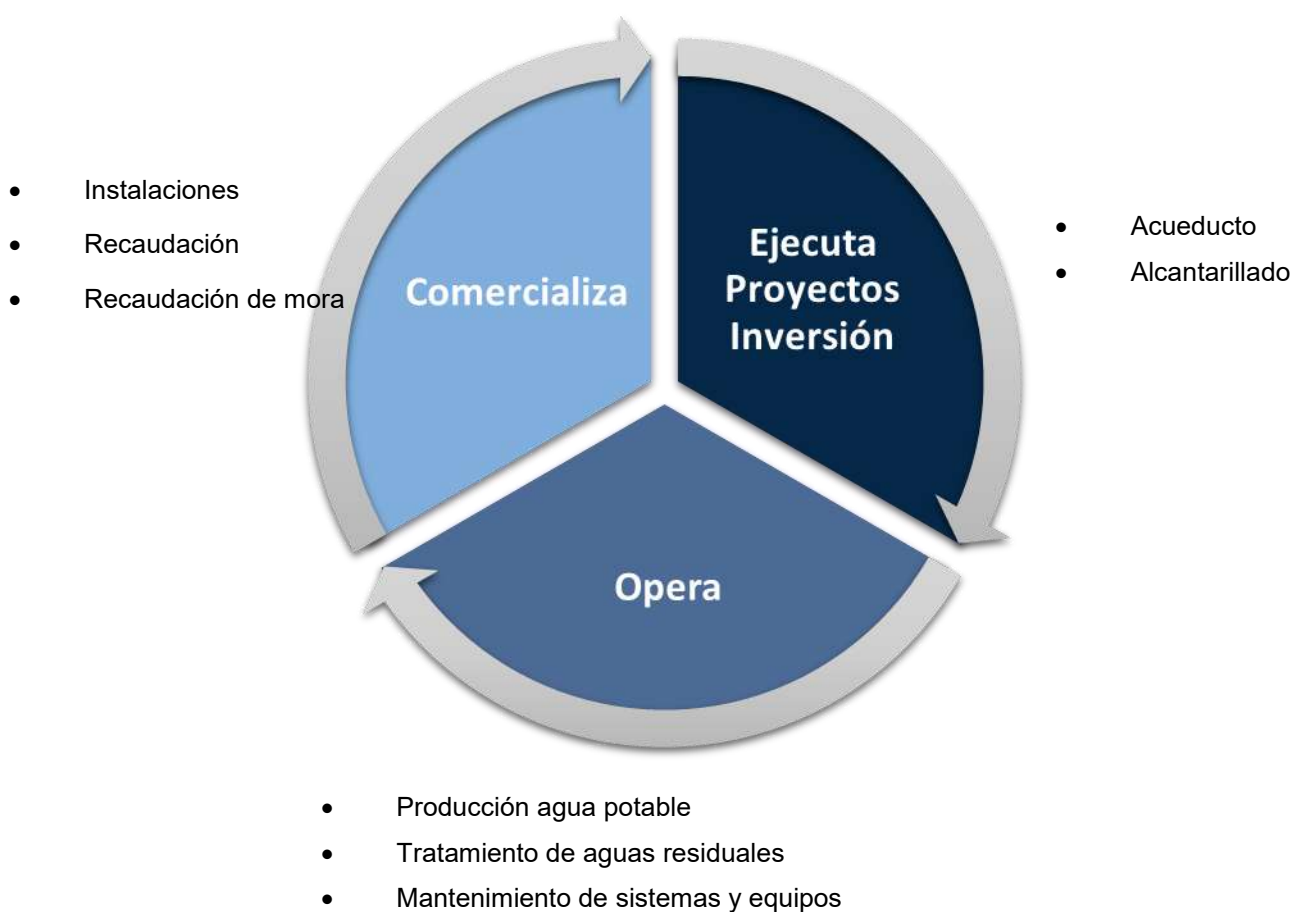 • Instalaciones
• Recaudación
• Recaudación de mora
Comercializa
Ejecuta
Proyectos
Inversión
• Acueducto
• Alcantarillado
Opera
• Producción agua potable
• Tratamiento de aguas residuales
• Mantenimiento de sistemas y equipos